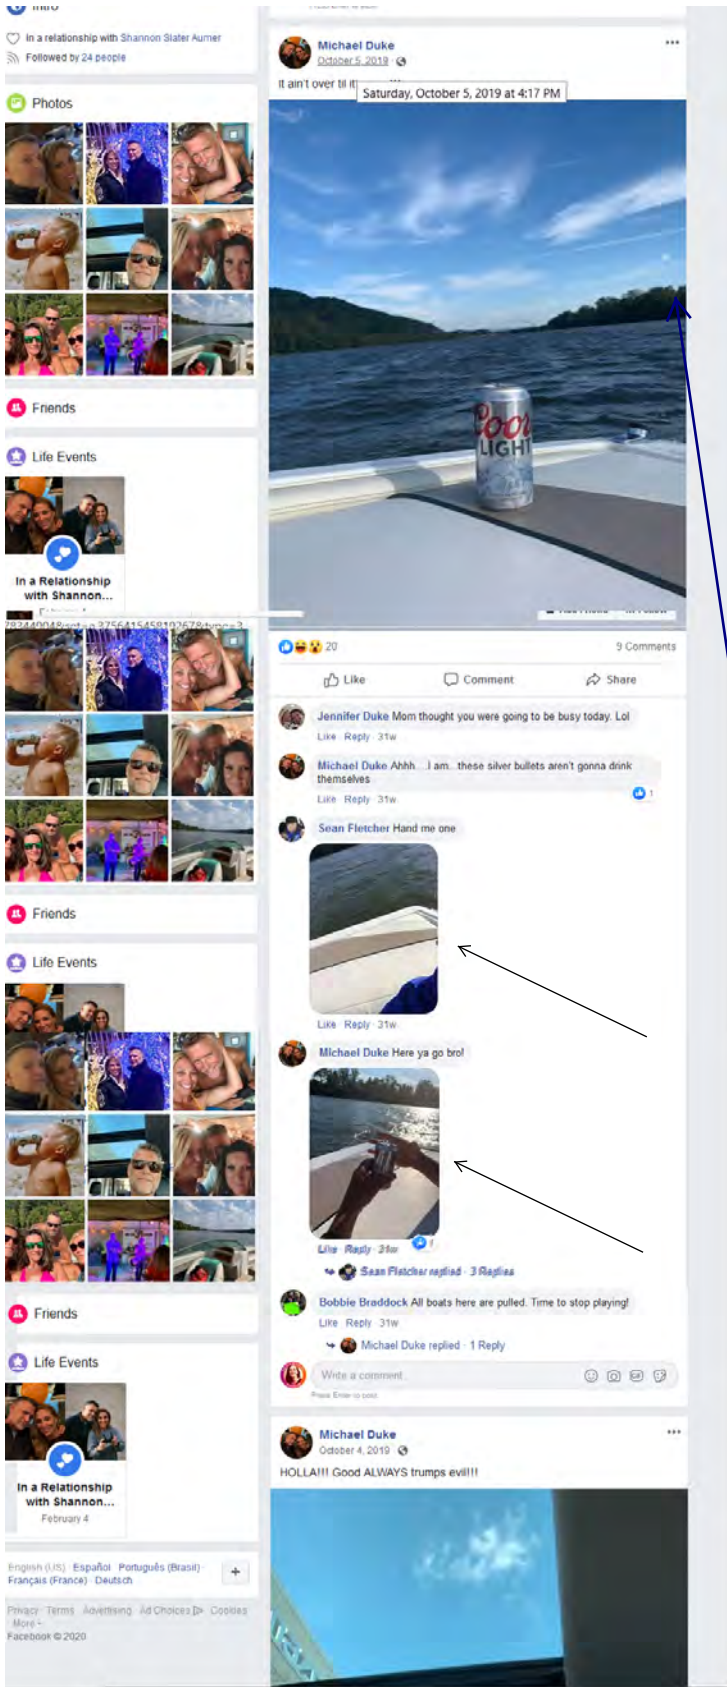 Intro
In a relationship with Shannon Slater Aumer
Followed by 24 people
Photos
Friends
Life Events
In a Relationship
with Shannon...
Michael Duke
October 5, 2019
It ain't over til it
Saturday, October 5, 2019 at 4:17 PM
Coors
LIGHT
20
9 Comments
Like
Comment
Share
Jennifer Duke Mom thought you were going to be busy today. Lol
Like Reply 31w
Michael Duke Ahhh....I am...these silver bullets aren't gonna drink
themselves
1
Like Reply 31w
Sean Fletcher Hand me one
Like Reply 31w
Michael Duke Here ya go bro!
Like Reply 31w
Sean Fletcher replied · 3 Replies
Bobbie Braddock All boats here are pulled. Time to stop playing!
Like Reply 31w
Michael Duke replied · 1 Reply
Write a comment...
Press Enter to post.
Friends
Life Events
Friends
Life Events
In a Relationship
with Shannon...
February 4
Michael Duke
October 4, 2019
HOLLA!!! Good ALWAYS trumps evil!!!
English (US) · Español · Português (Brasil) ·
Français (France) · Deutsch
Privacy · Terms · Advertising · Ad Choices · Cookies
· More
Facebook © 2020